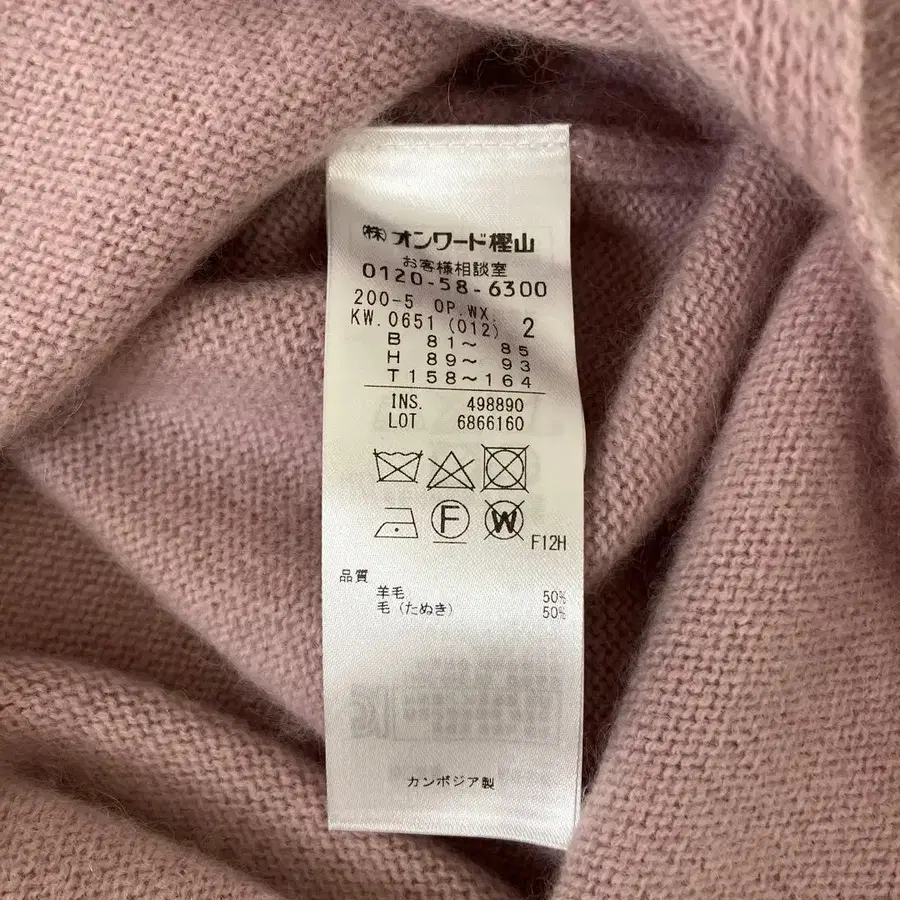 ㈱オンワード樫山
お客様相談室
0120-58-6300
200-5 OP.WX.
KW.0651 (012) 2
B 81〜 85
H 89〜 93
T158〜164
INS. 498890
LOT 6866160
F W
F12H
品質
羊毛 50%
毛（たぬき） 50%
カンボジア製